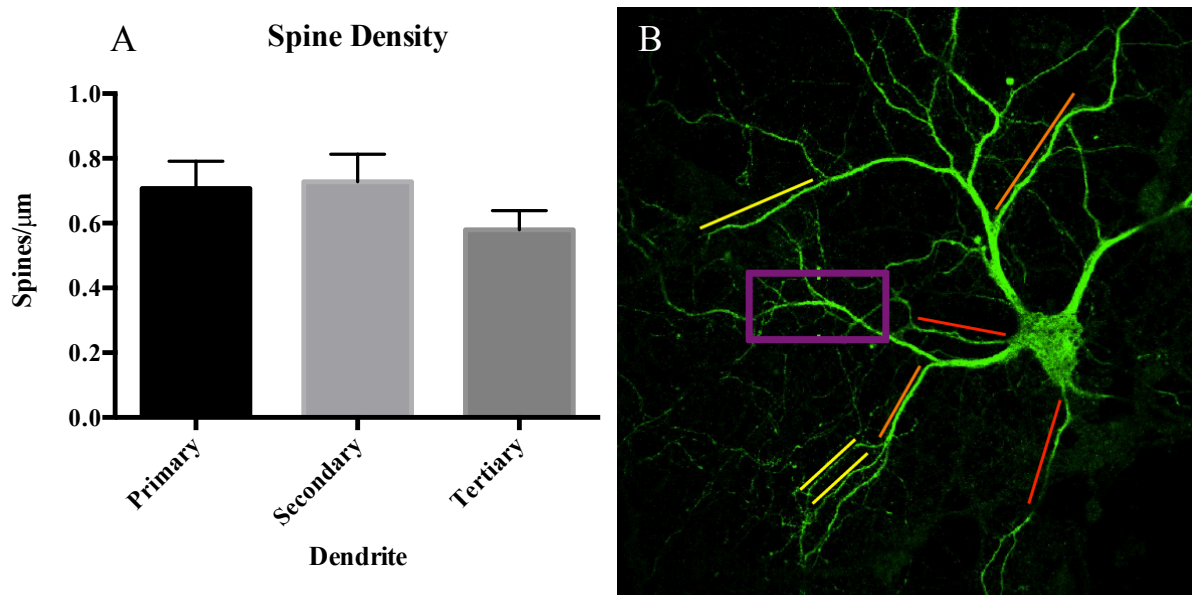 A
Spine Density
Spines/μm
1.0
0.8
0.6
0.4
0.2
0.0
Primary
Secondary
Tertiary
Dendrite
B